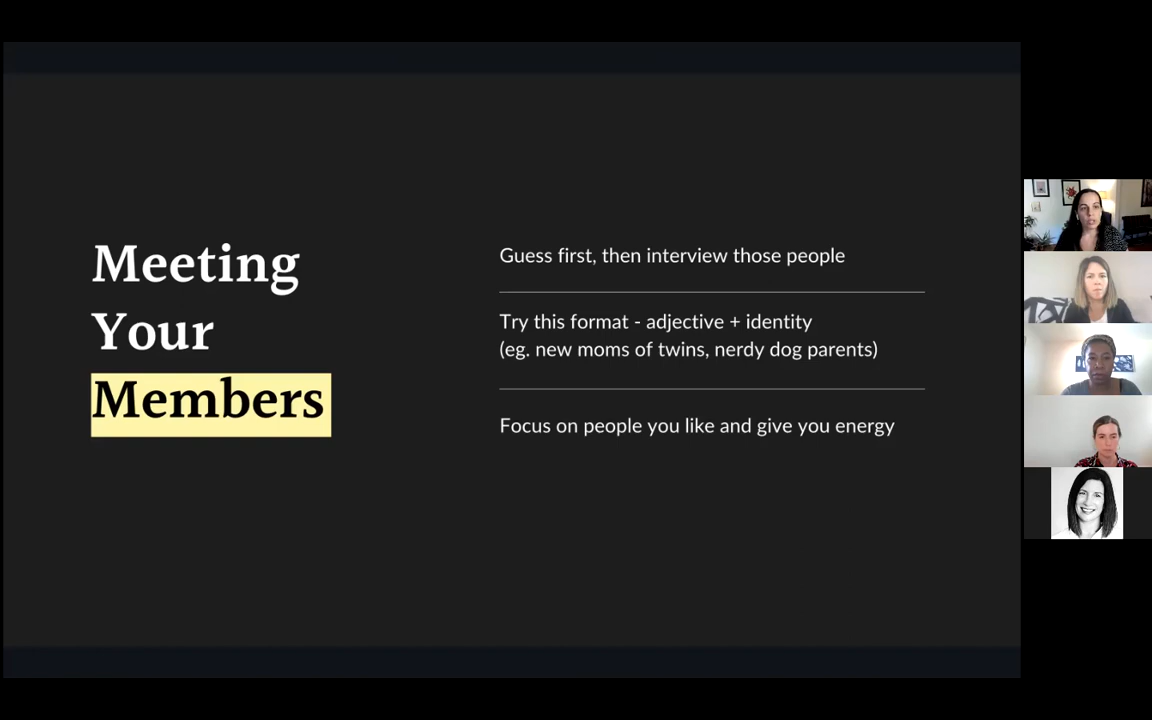 Meeting
Your
Members
Guess first, then interview those people
Try this format - adjective + identity
(eg. new moms of twins, nerdy dog parents)
Focus on people you like and give you energy